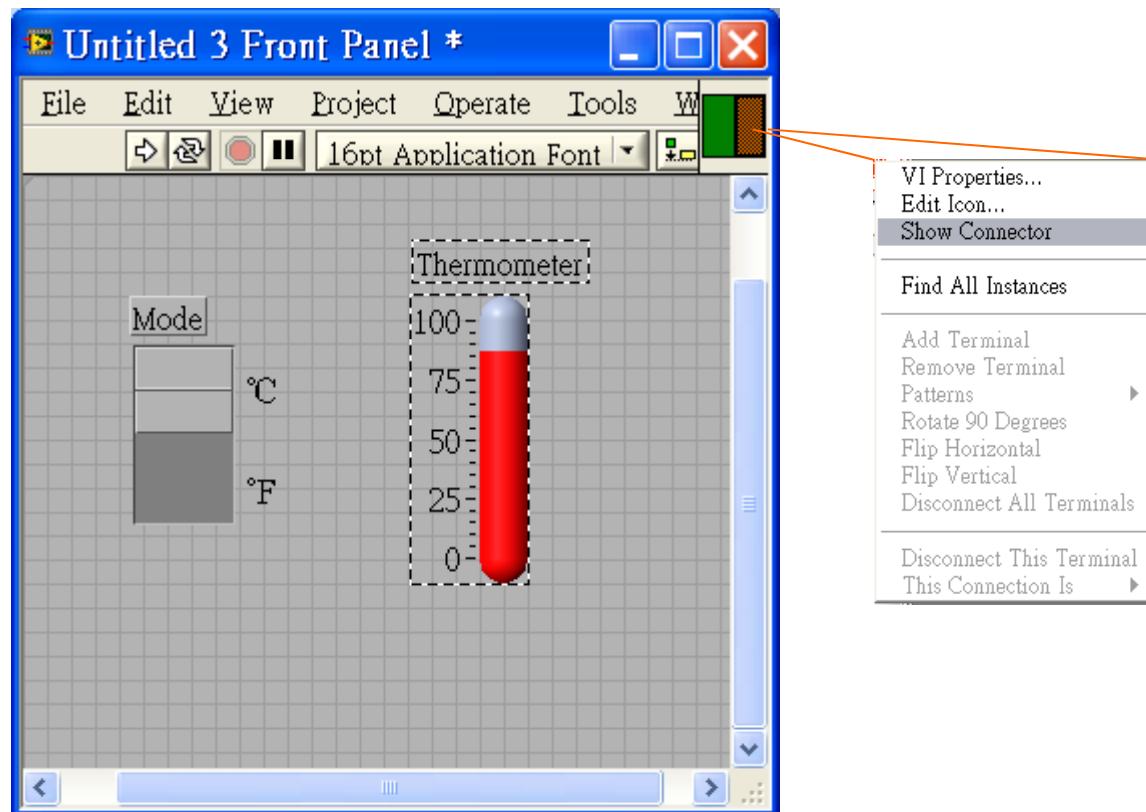 Untitled 3 Front Panel *
File Edit View Project Operate Tools W
16pt Application Font
Thermometer
Mode
℃
℉
100
75
50
25
0
VI Properties...
Edit Icon...
Show Connector
Find All Instances
Add Terminal
Remove Terminal
Patterns
Rotate 90 Degrees
Flip Horizontal
Flip Vertical
Disconnect All Terminals
Disconnect This Terminal
This Connection Is